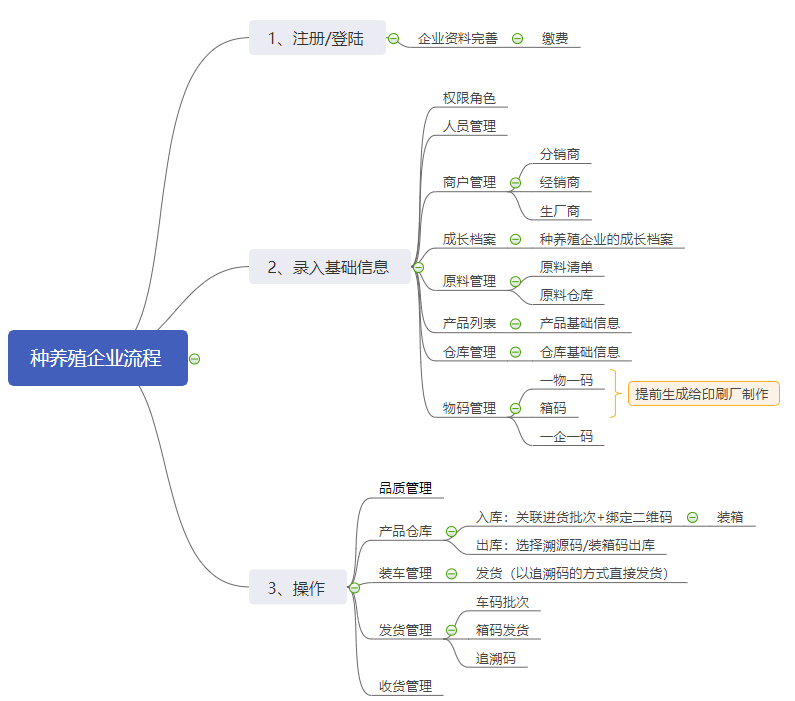 种养殖企业流程
1、注册/登陆
企业资料完善
缴费
2、录入基础信息
权限角色
人员管理
商户管理
分销商
经销商
生厂商
成长档案
种养殖企业的成长档案
原料管理
原料清单
原料仓库
产品列表
产品基础信息
仓库管理
仓库基础信息
物码管理
一物一码
箱码
一企一码
提前生成给印刷厂制作
3、操作
品质管理
产品仓库
入库：关联进货批次+绑定二维码
装箱
出库：选择溯源码/装箱码出库
装车管理
发货（以追溯码的方式直接发货）
发货管理
车码批次
箱码发货
追溯码
收货管理